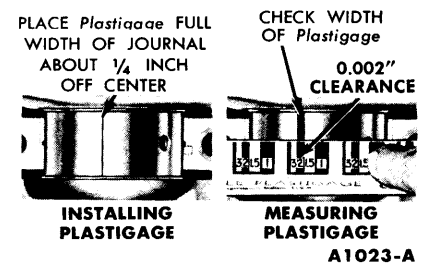 PLACE Plastigage FULL
WIDTH OF JOURNAL
ABOUT 1/4 INCH
OFF CENTER
CHECK WIDTH
OF Plastigage
0.002"
CLEARANCE
PLASTIGAGE
INSTALLING
PLASTIGAGE
MEASURING
PLASTIGAGE
A1023-A